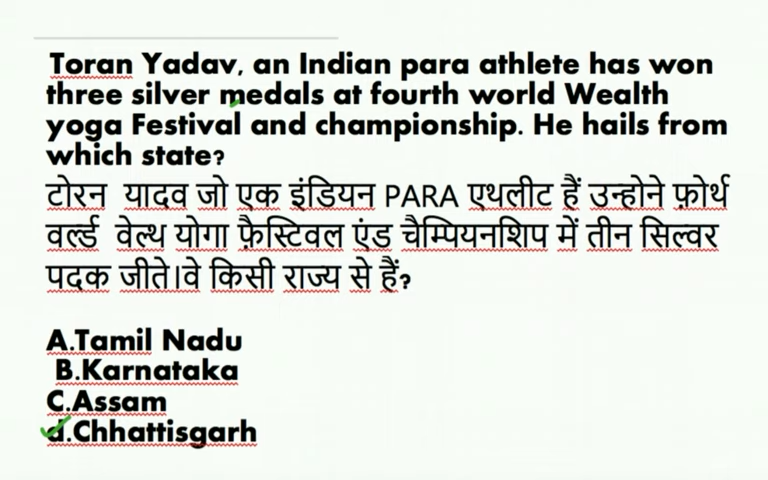 Toran Yadav, an Indian para athlete has won
three silver medals at fourth world Wealth
yoga Festival and championship. He hails from
which state?
टोरन यादव जो एक इंडियन PARA एथलीट हैं उन्होने फ़ोर्थ
वर्ल्ड वेल्थ योगा फ़ैस्टिवल एंड चैम्पियनशिप में तीन सिल्वर
पदक जीते।वे किसी राज्य से हैं?
A.Tamil Nadu
B.Karnataka
C.Assam
d.Chhattisgarh